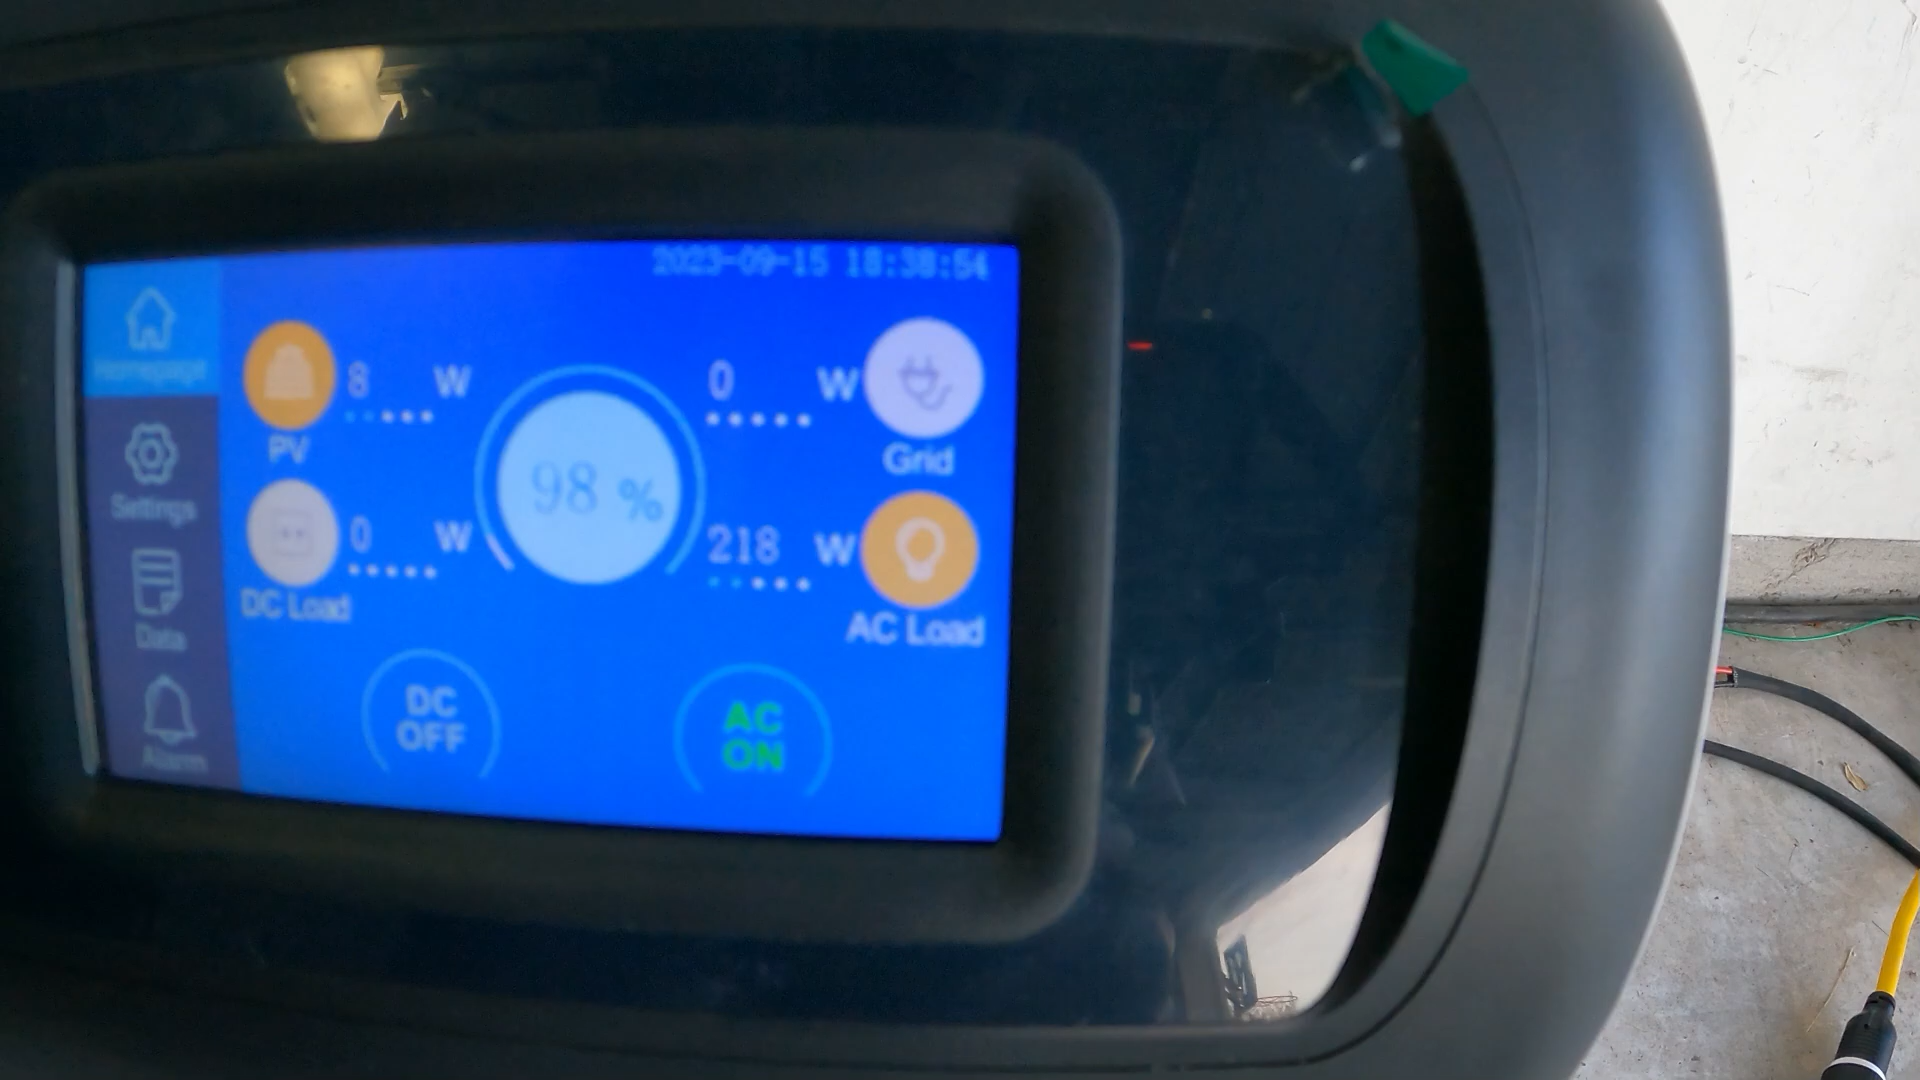 2023-09-15 18:38:54
Homepage
8 W
PV
0 W
Grid
98 %
Settings
0 W
DC Load
218 W
AC Load
Data
DC
OFF
AC
ON
Alarm